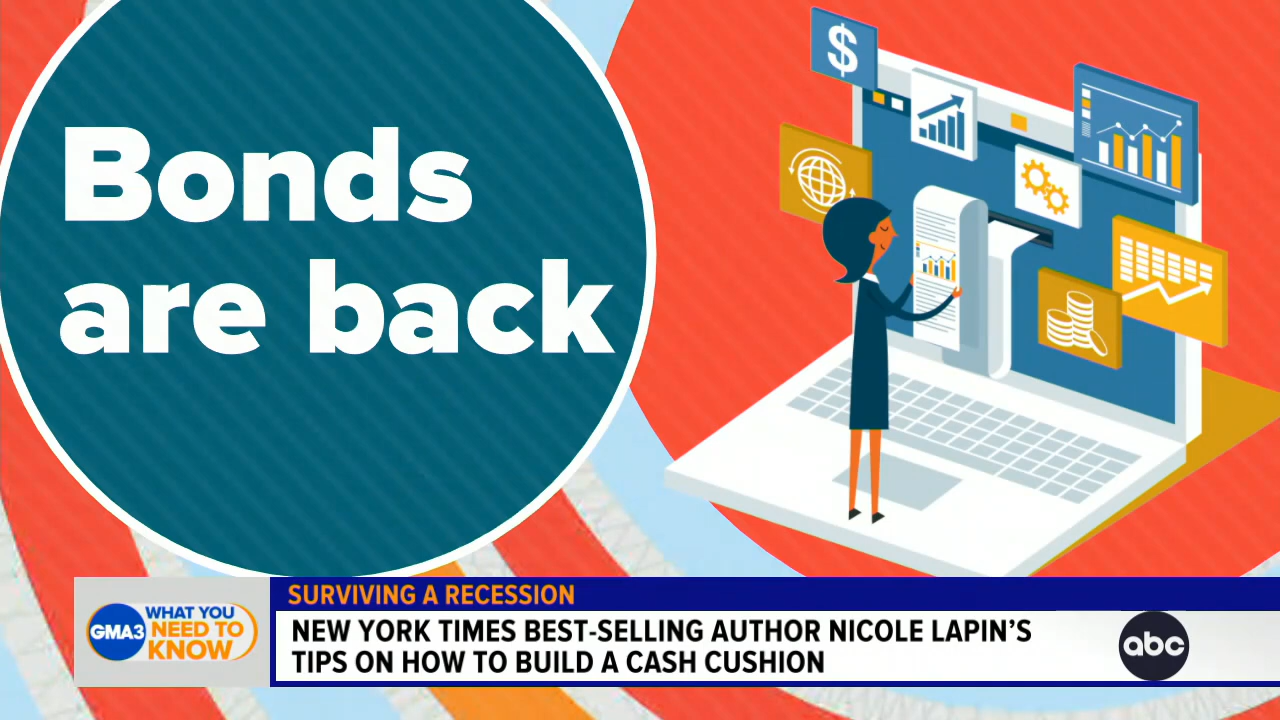 Bonds
are back
$
SURVIVING A RECESSION
GMA3
WHAT YOU
NEED TO
KNOW
NEW YORK TIMES BEST-SELLING AUTHOR NICOLE LAPIN'S
TIPS ON HOW TO BUILD A CASH CUSHION
abc